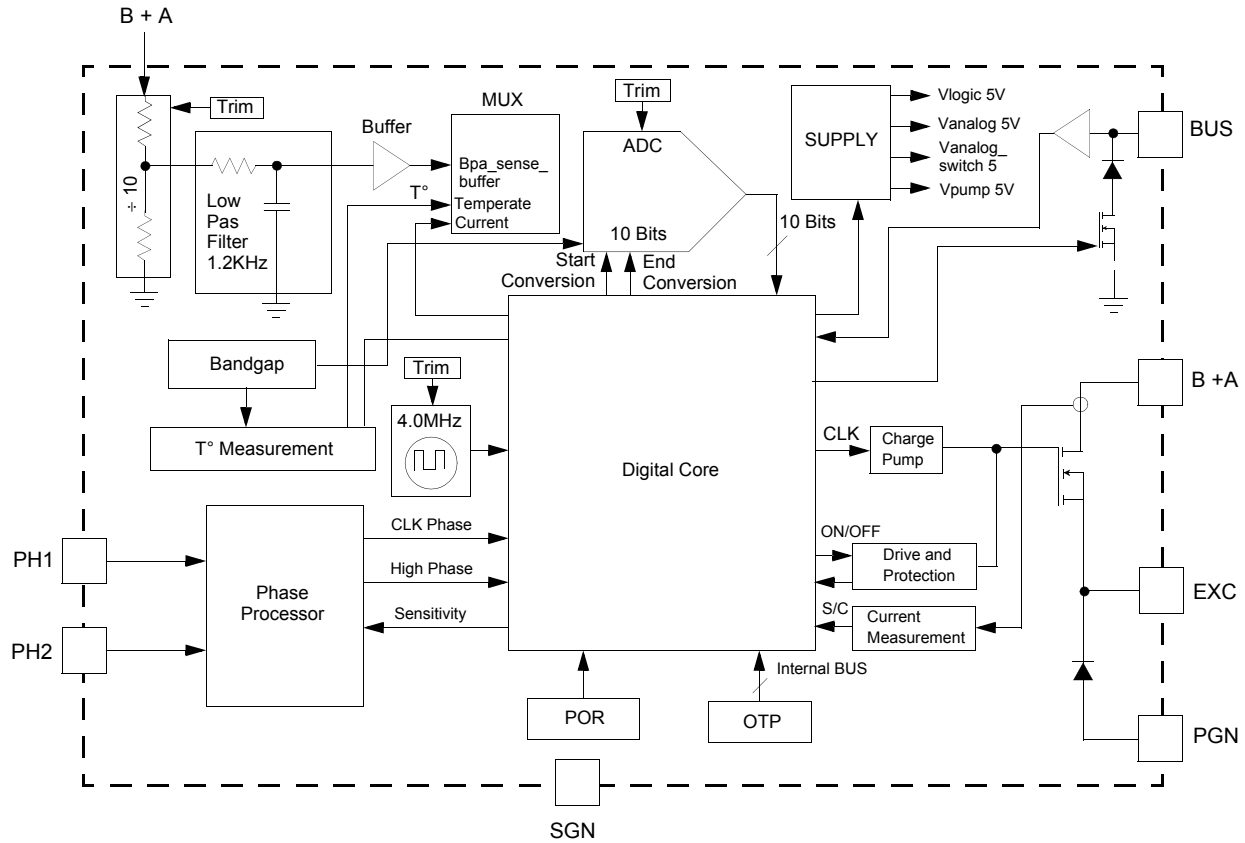 B + A
Trim
÷ 10
Low
Pas
Filter
1.2KHz
Buffer
MUX
Bpa_sense_
buffer
T°
Temperate
Current
Trim
ADC
10 Bits
Start
Conversion
End
Conversion
10 Bits
SUPPLY
Vlogic 5V
Vanalog 5V
Vanalog_
switch 5
Vpump 5V
BUS
Bandgap
T° Measurement
Trim
4.0MHz
Digital Core
B +A
CLK
Charge
Pump
ON/OFF
Drive and
Protection
S/C
Current
Measurement
EXC
PGN
PH1
PH2
Phase
Processor
CLK Phase
High Phase
Sensitivity
POR
OTP
Internal BUS
SGN